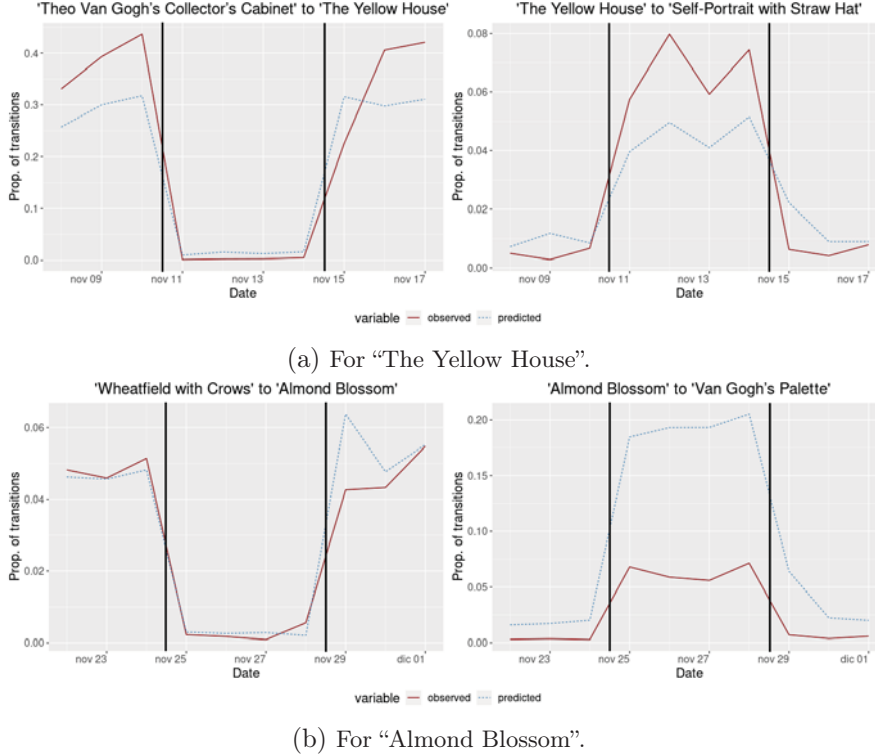 'Theo Van Gogh's Collector's Cabinet' to 'The Yellow House'
Prop. of transitions
0.4
0.3
0.2
0.1
0.0
nov 09
nov 11
nov 13
nov 15
nov 17
Date
'The Yellow House' to 'Self-Portrait with Straw Hat'
Prop. of transitions
0.08
0.06
0.04
0.02
0.00
nov 09
nov 11
nov 13
nov 15
nov 17
Date
variable observed predicted
(a) For “The Yellow House”.
'Wheatfield with Crows' to 'Almond Blossom'
Prop. of transitions
0.06
0.04
0.02
0.00
nov 23
nov 25
nov 27
nov 29
dic 01
Date
'Almond Blossom' to 'Van Gogh's Palette'
Prop. of transitions
0.20
0.15
0.10
0.05
0.00
nov 23
nov 25
nov 27
nov 29
dic 01
Date
variable observed predicted
(b) For “Almond Blossom”.